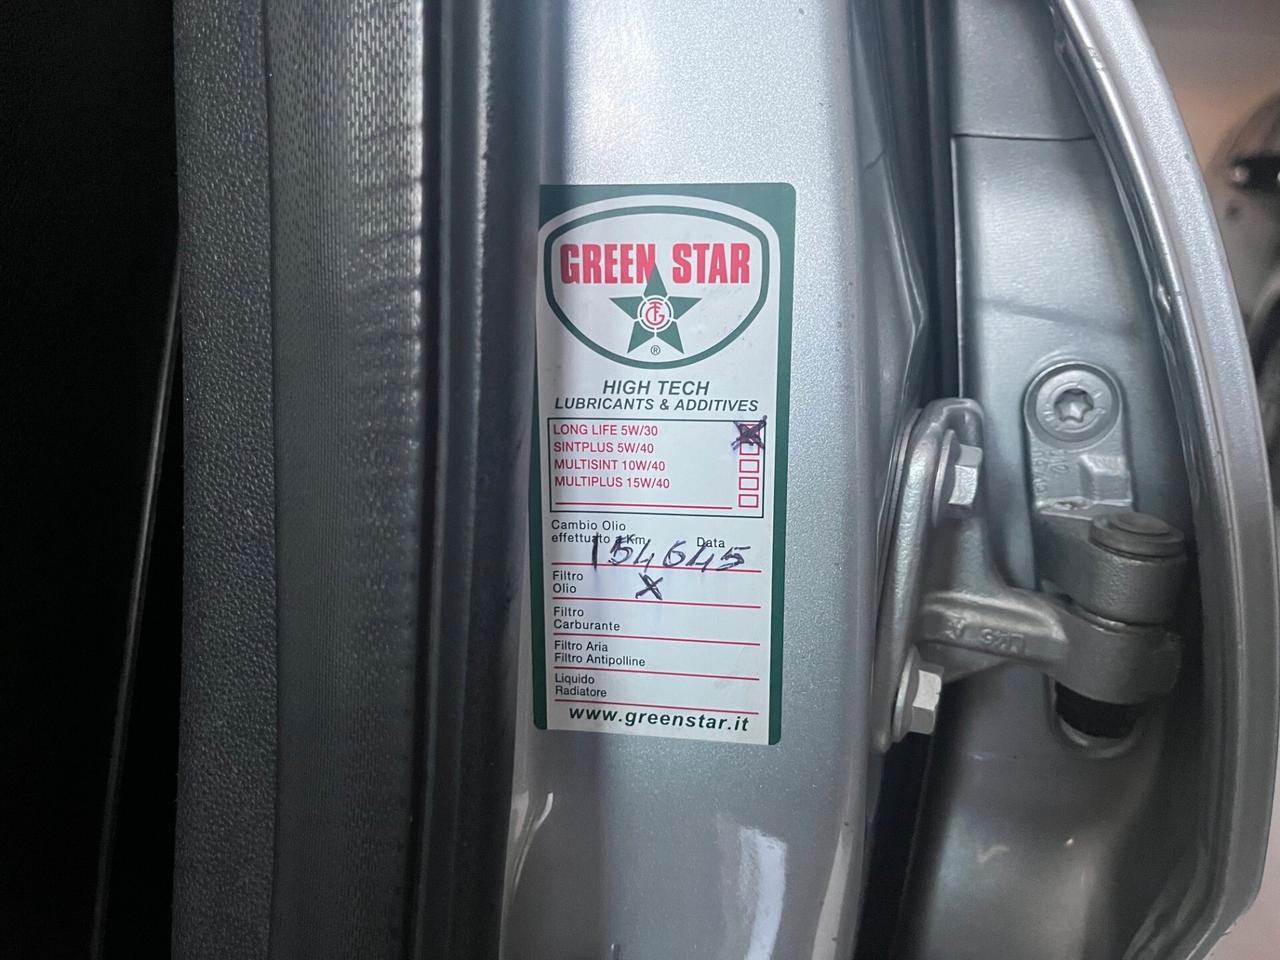 GREEN STAR
®
HIGH TECH
LUBRICANTS & ADDITIVES
LONG LIFE 5W/30
SINTPLUS 5W/40
MULTISINT 10W/40
MULTIPLUS 15W/40
Cambio Olio
effettuato a Km Data
154645
Filtro
Olio X
Filtro
Carburante
Filtro Aria
Filtro Antipolline
Liquido
Radiatore
www.greenstar.it